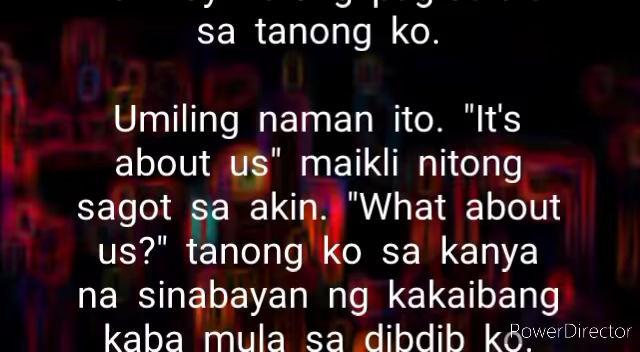 sa tanong ko.
Umiling naman ito. "It's
about us" maikli nitong
sagot sa akin. "What about
us?" tanong ko sa kanya
na sinabayan ng kakaibang
kaba mula sa dibdib ko.
PowerDirector